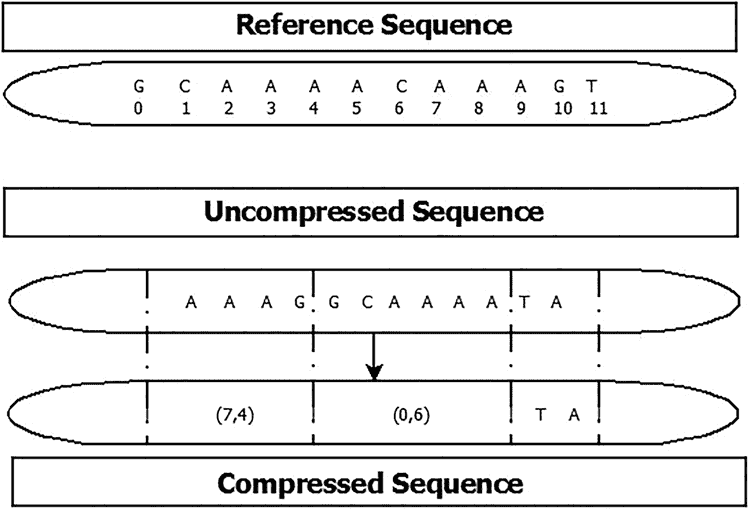 Reference Sequence
G C A A A A C A A A G T
0 1 2 3 4 5 6 7 8 9 10 11
Uncompressed Sequence
A A A G G C A A A A T A
(7,4) (0,6) T A
Compressed Sequence